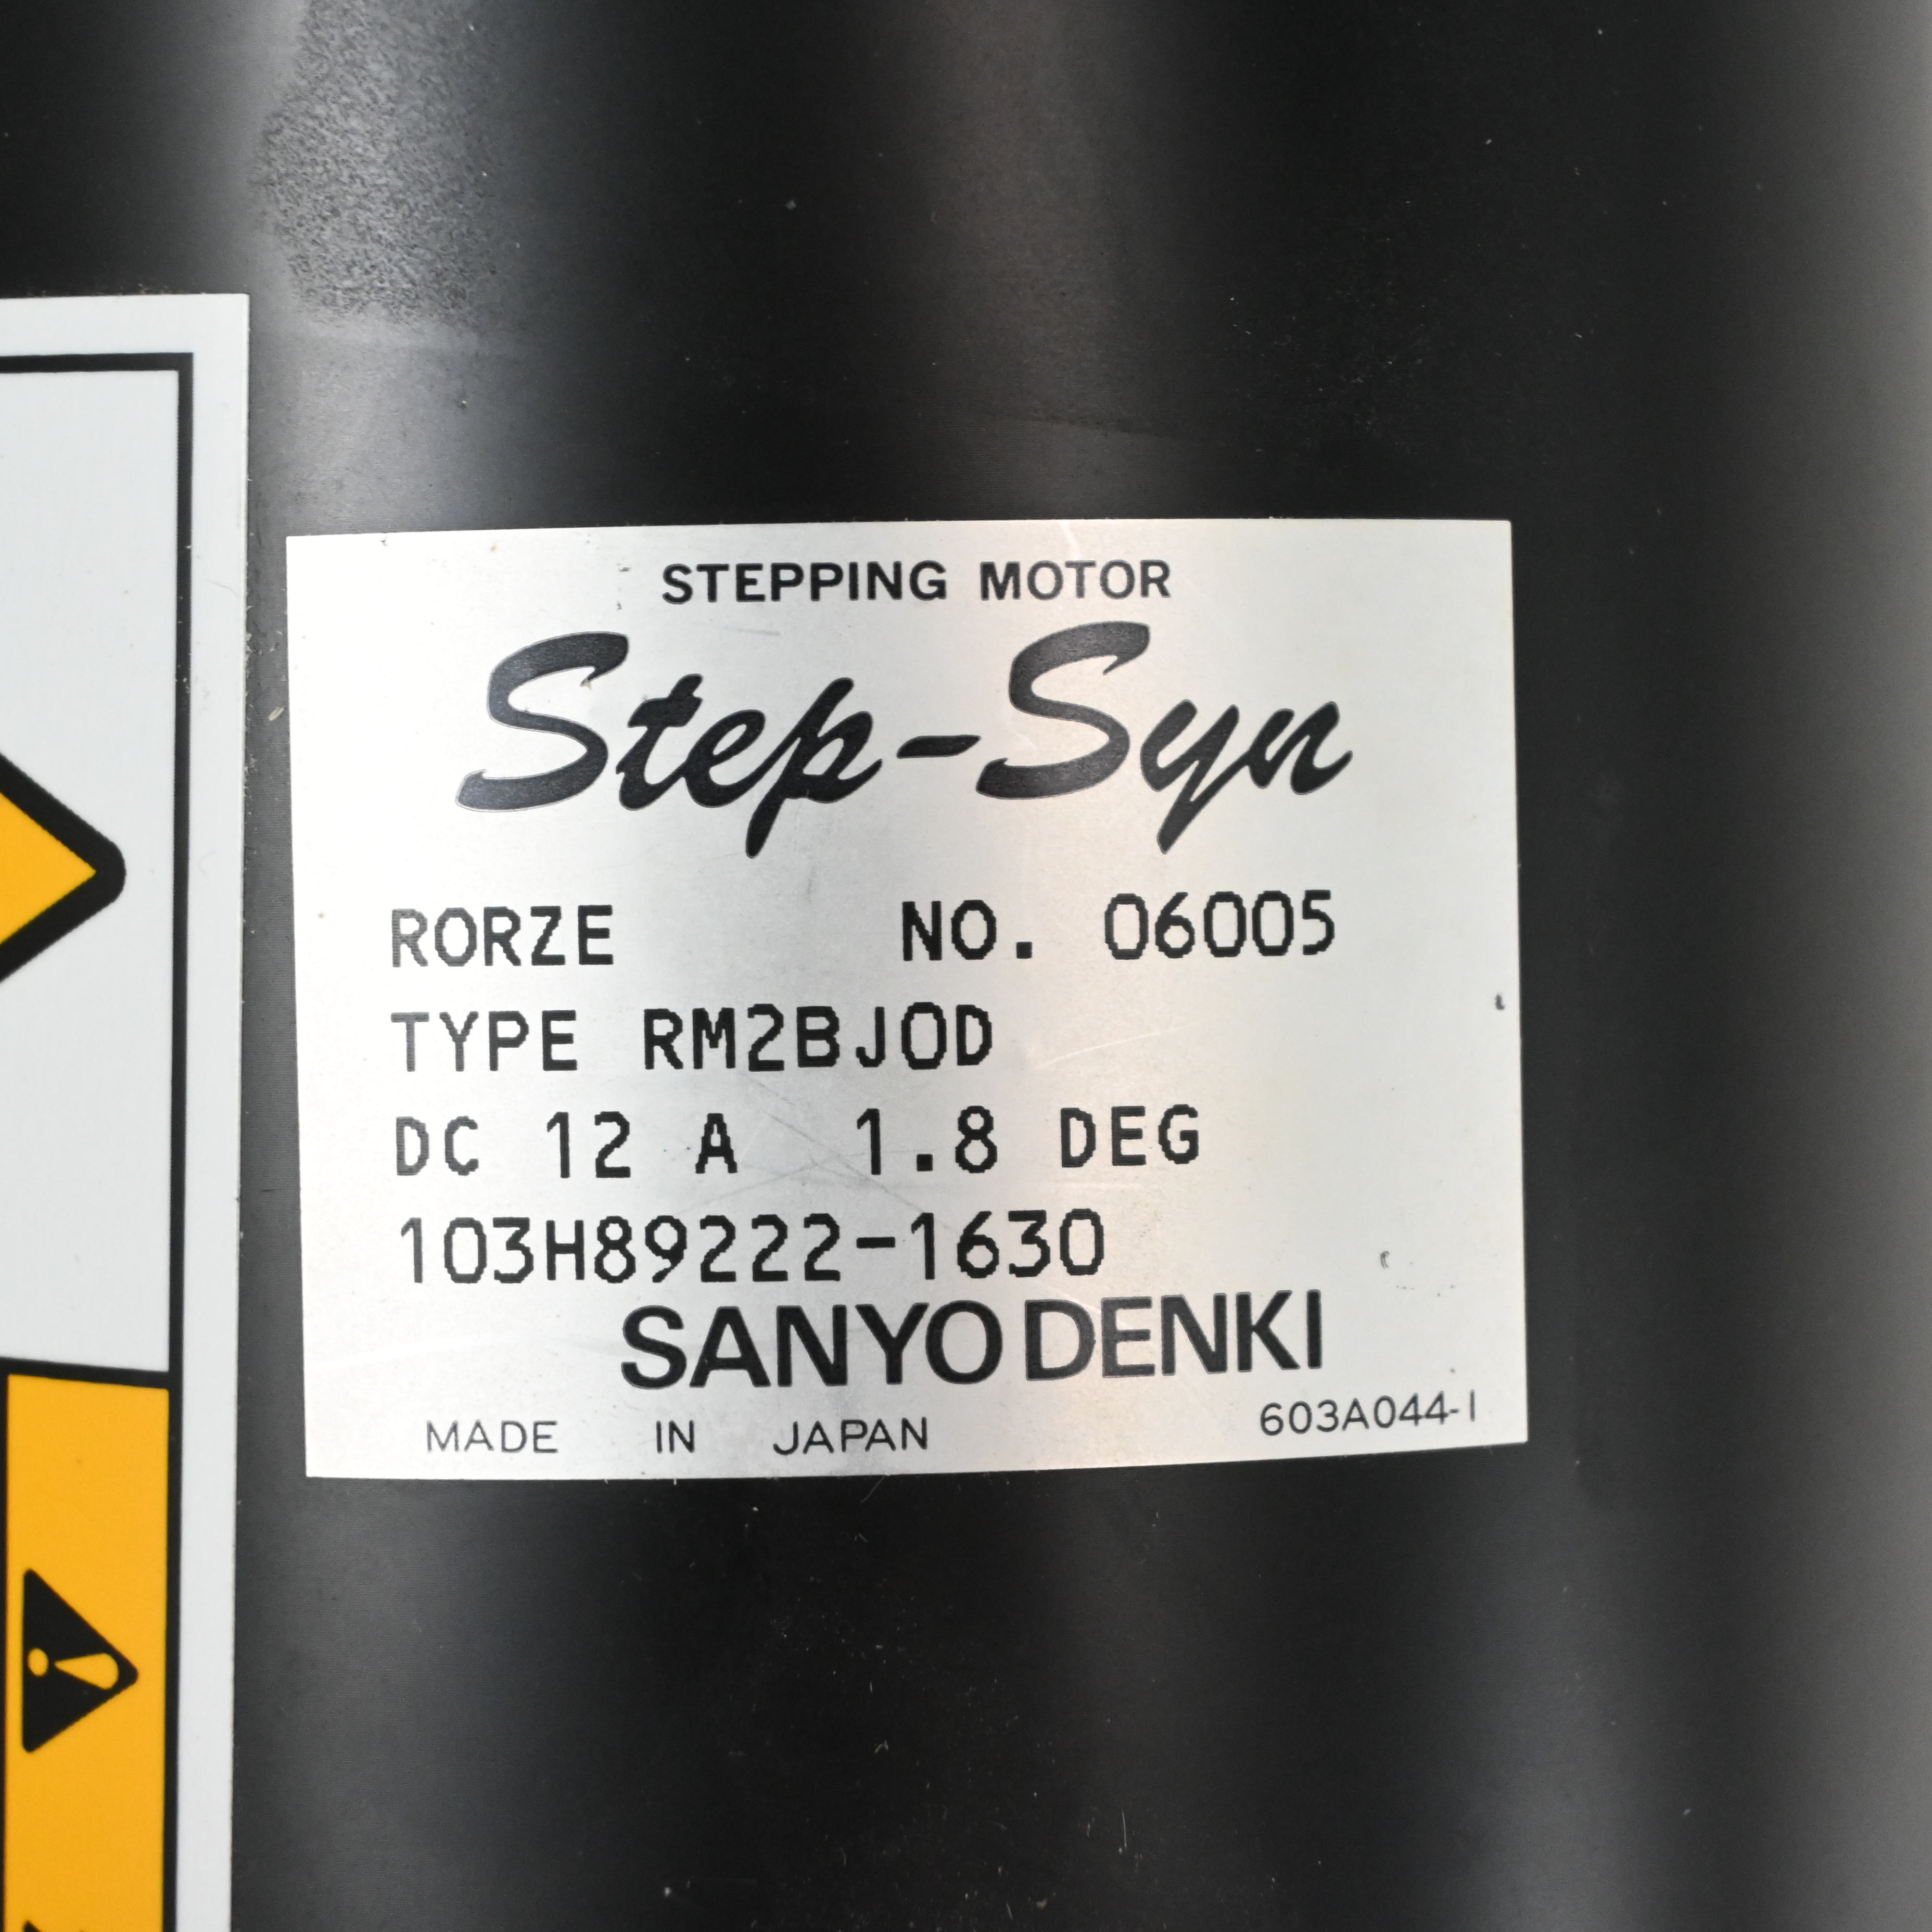 STEPPING MOTOR
Step-Syn
RORZE NO. 06005
TYPE RM2BJ0D
DC 12 A 1.8 DEG
103H89222-1630
SANYO DENKI
MADE IN JAPAN 603A044-1